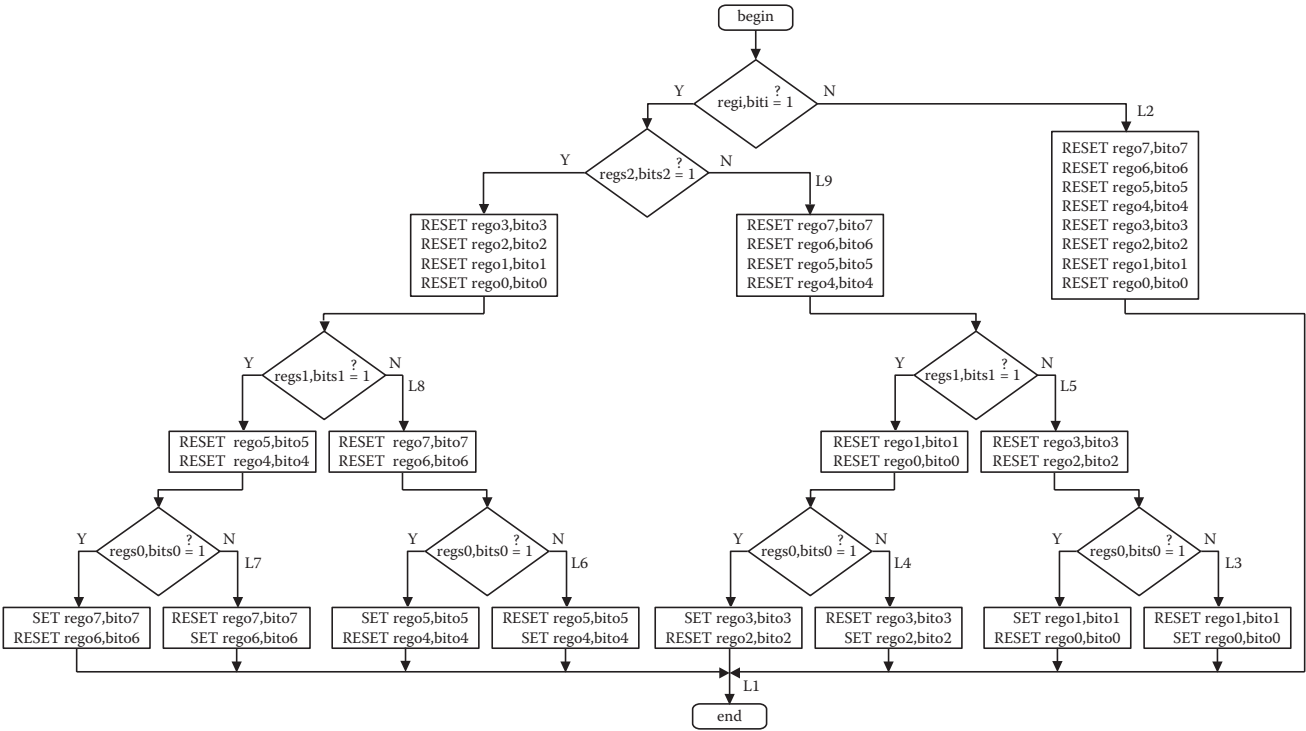 begin
?
regi,biti = 1
Y
N
L2
?
regs2,bits2 = 1
Y
N
L9
RESET rego7,bito7
RESET rego6,bito6
RESET rego5,bito5
RESET rego4,bito4
RESET rego3,bito3
RESET rego2,bito2
RESET rego1,bito1
RESET rego0,bito0
RESET rego3,bito3
RESET rego2,bito2
RESET rego1,bito1
RESET rego0,bito0
RESET rego7,bito7
RESET rego6,bito6
RESET rego5,bito5
RESET rego4,bito4
?
regs1,bits1 = 1
Y
N
L8
?
regs1,bits1 = 1
Y
N
L5
RESET rego5,bito5
RESET rego4,bito4
RESET rego7,bito7
RESET rego6,bito6
RESET rego1,bito1
RESET rego0,bito0
RESET rego3,bito3
RESET rego2,bito2
?
regs0,bits0 = 1
Y
N
L7
?
regs0,bits0 = 1
Y
N
L6
?
regs0,bits0 = 1
Y
N
L4
?
regs0,bits0 = 1
Y
N
L3
SET rego7,bito7
RESET rego6,bito6
RESET rego7,bito7
SET rego6,bito6
SET rego5,bito5
RESET rego4,bito4
RESET rego5,bito5
SET rego4,bito4
SET rego3,bito3
RESET rego2,bito2
RESET rego3,bito3
SET rego2,bito2
SET rego1,bito1
RESET rego0,bito0
RESET rego1,bito1
SET rego0,bito0
L1
end